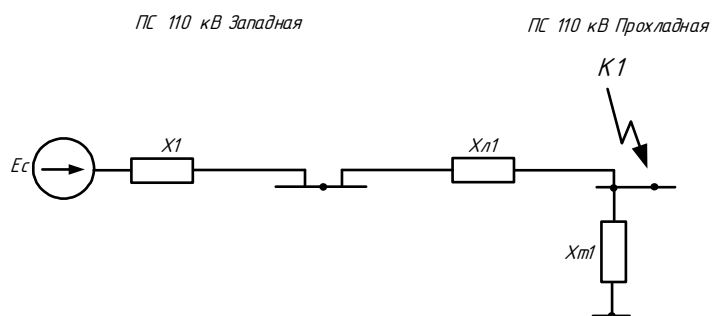 ПС 110 кВ Западная
ПС 110 кВ Прохладная
К1
Ес
Х1
Хл1
Хт1